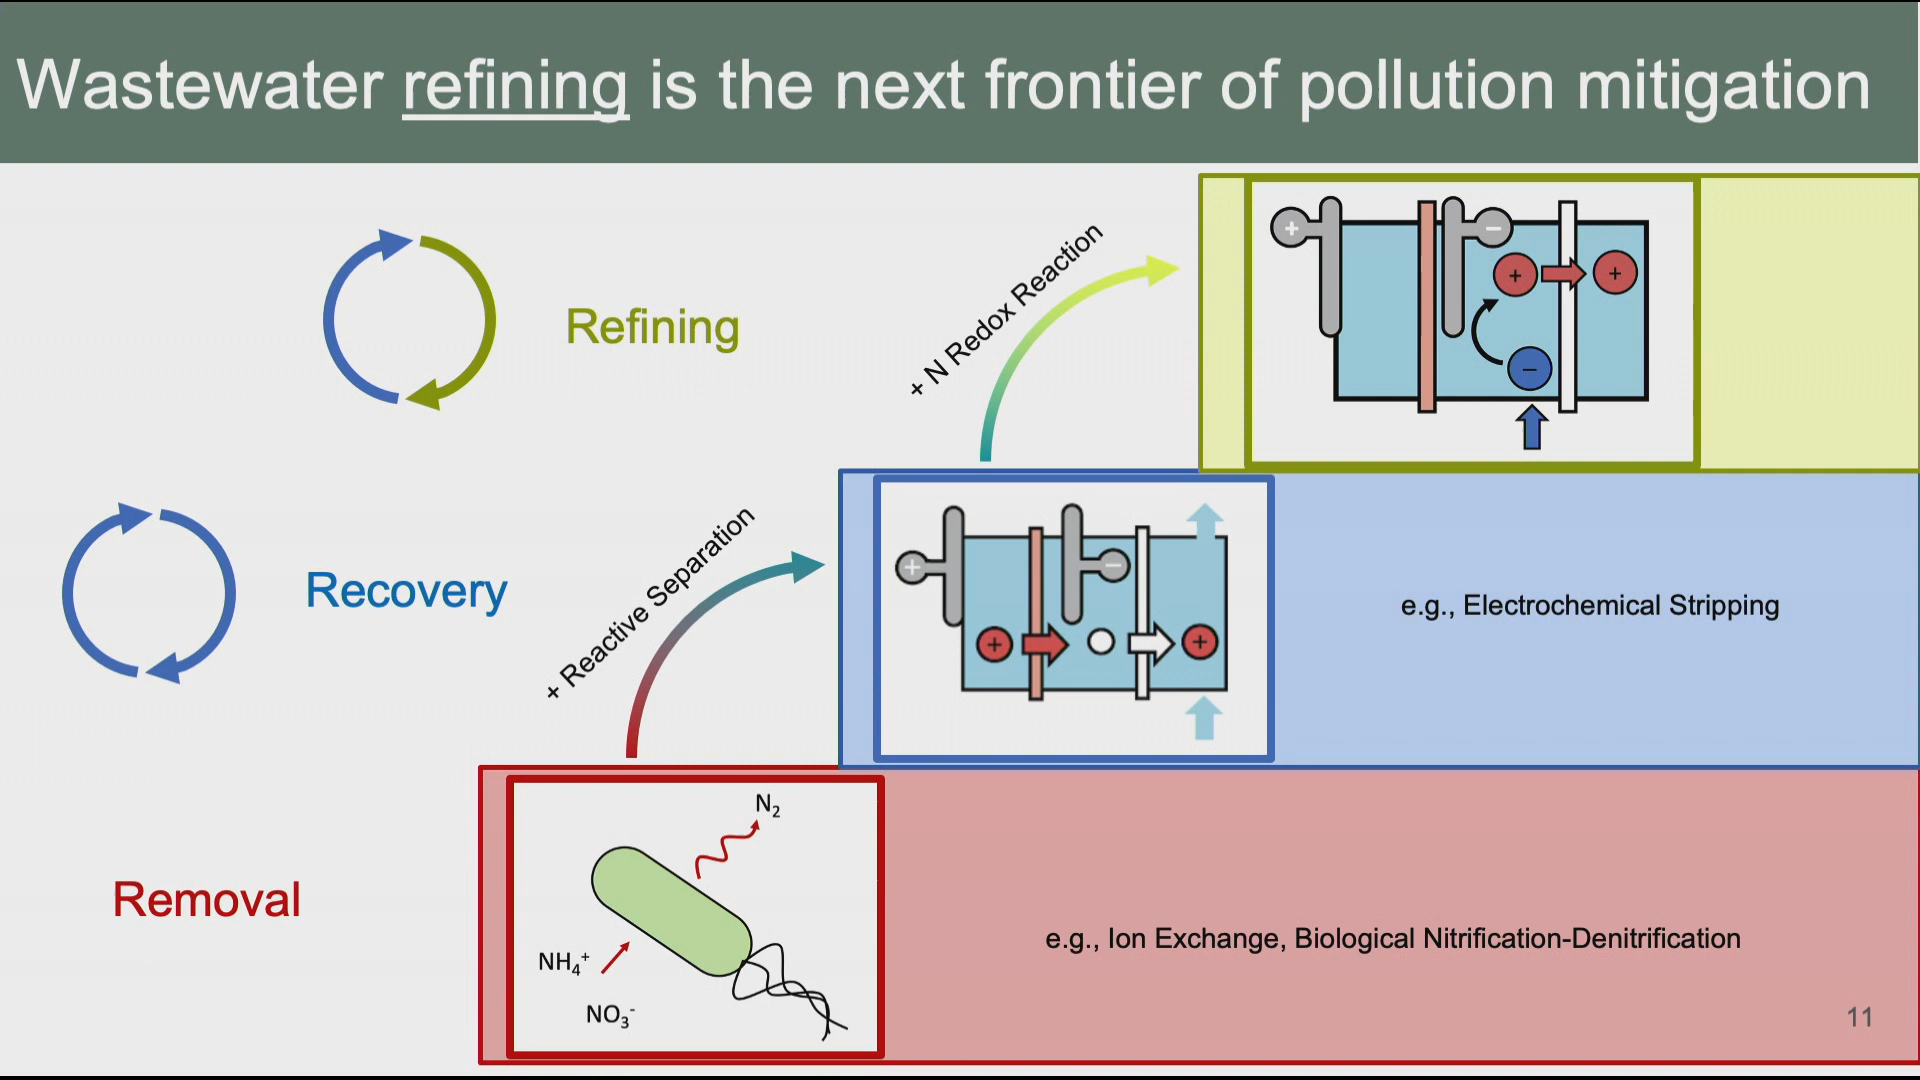 Wastewater refining is the next frontier of pollution mitigation
Refining
+ N Redox Reaction
+
−
+
+
−
Recovery
+ Reactive Separation
+
−
+
+
e.g., Electrochemical Stripping
Removal
N₂
NH₄⁺
NO₃⁻
e.g., Ion Exchange, Biological Nitrification-Denitrification
11